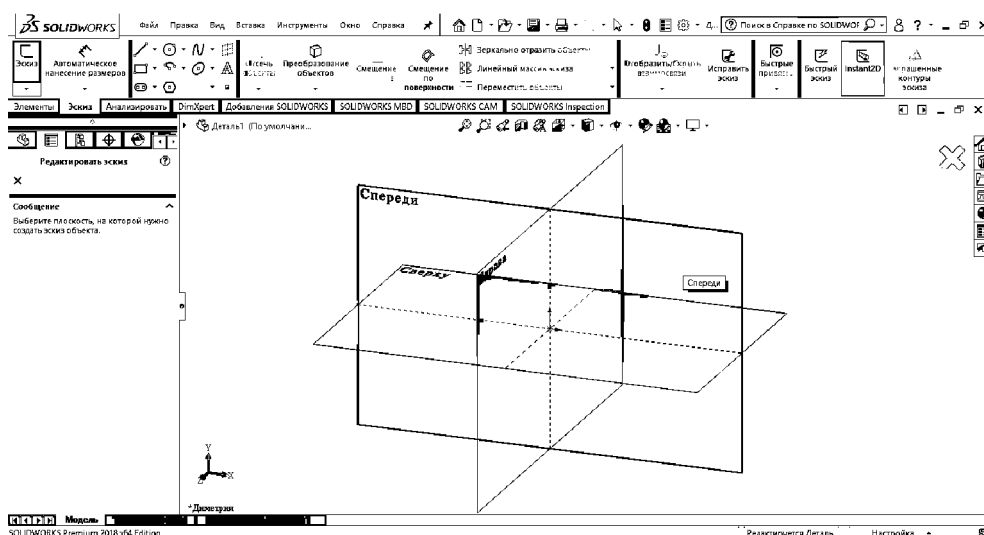 SOLIDWORKS Файл Правка Вид Вставка Инструменты Окно Справка
Поиск в Справке по SOLIDWOF
Эскиз
Автоматическое нанесение размеров
Преобразование объектов
Смещение
Смещение по поверхности
Зеркально отразить
Линейный массив эскиза
Переместить объекты
Исправить эскиз
Быстрые
Быстрый эскиз
Instant2D
контуры эскиза
Элементы Эскиз Анализировать DimXpert Добавления SOLIDWORKS SOLIDWORKS MBD SOLIDWORKS CAM SOLIDWORKS Inspection
Деталь1 (По умолчани...
Редактировать эскиз
Сообщение
Выберите плоскость, на которой нужно
создать эскиз объекта.
Спереди
Сверху
Спереди
Y
X
*Диметрия
Модель
SOLIDWORKS Premium 2018 x64 Edition
Редактируется Деталь Настройка